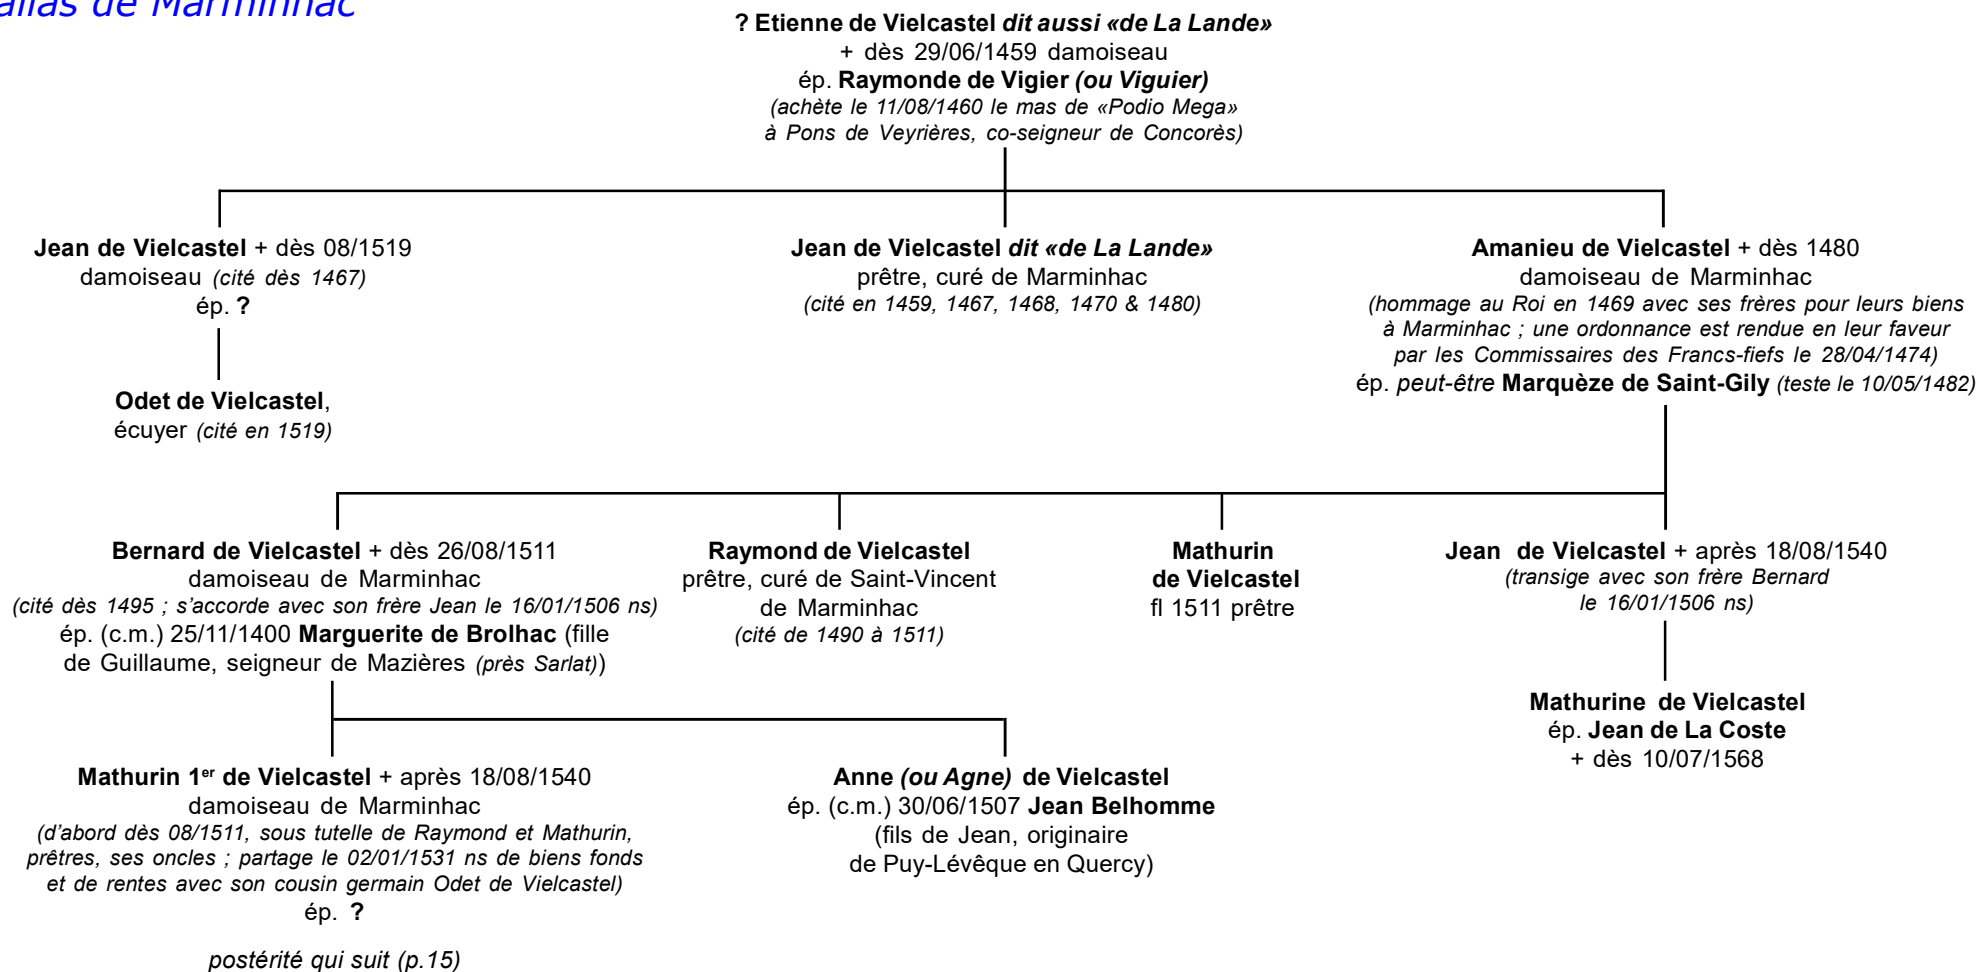 alias de Marminhac
? Etienne de Vielcastel dit aussi «de La Lande»
+ dès 29/06/1459 damoiseau
ép. Raymonde de Vigier (ou Viguier)
(achète le 11/08/1460 le mas de «Podio Mega»
à Pons de Veyrières, co-seigneur de Concorès)
Jean de Vielcastel + dès 08/1519
damoiseau (cité dès 1467)
ép. ?
Odet de Vielcastel,
écuyer (cité en 1519)
Jean de Vielcastel dit «de La Lande»
prêtre, curé de Marminhac
(cité en 1459, 1467, 1468, 1470 & 1480)
Amanieu de Vielcastel + dès 1480
damoiseau de Marminhac
(hommage au Roi en 1469 avec ses frères pour leurs biens
à Marminhac ; une ordonnance est rendue en leur faveur
par les Commissaires des Francs-fiefs le 28/04/1474)
ép. peut-être Marquèze de Saint-Gily (teste le 10/05/1482)
Bernard de Vielcastel + dès 26/08/1511
damoiseau de Marminhac
(cité dès 1495 ; s'accorde avec son frère Jean le 16/01/1506 ns)
ép. (c.m.) 25/11/1400 Marguerite de Brolhac (fille
de Guillaume, seigneur de Mazières (près Sarlat))
Raymond de Vielcastel
prêtre, curé de Saint-Vincent
de Marminhac
(cité de 1490 à 1511)
Mathurin
de Vielcastel
fl 1511 prêtre
Jean de Vielcastel + après 18/08/1540
(transige avec son frère Bernard
le 16/01/1506 ns)
Mathurine de Vielcastel
ép. Jean de La Coste
+ dès 10/07/1568
Mathurin 1er de Vielcastel + après 18/08/1540
damoiseau de Marminhac
(d'abord dès 08/1511, sous tutelle de Raymond et Mathurin,
prêtres, ses oncles ; partage le 02/01/1531 ns de biens fonds
et de rentes avec son cousin germain Odet de Vielcastel)
ép. ?
postérité qui suit (p.15)
Anne (ou Agne) de Vielcastel
ép. (c.m.) 30/06/1507 Jean Belhomme
(fils de Jean, originaire
de Puy-Lévêque en Quercy)